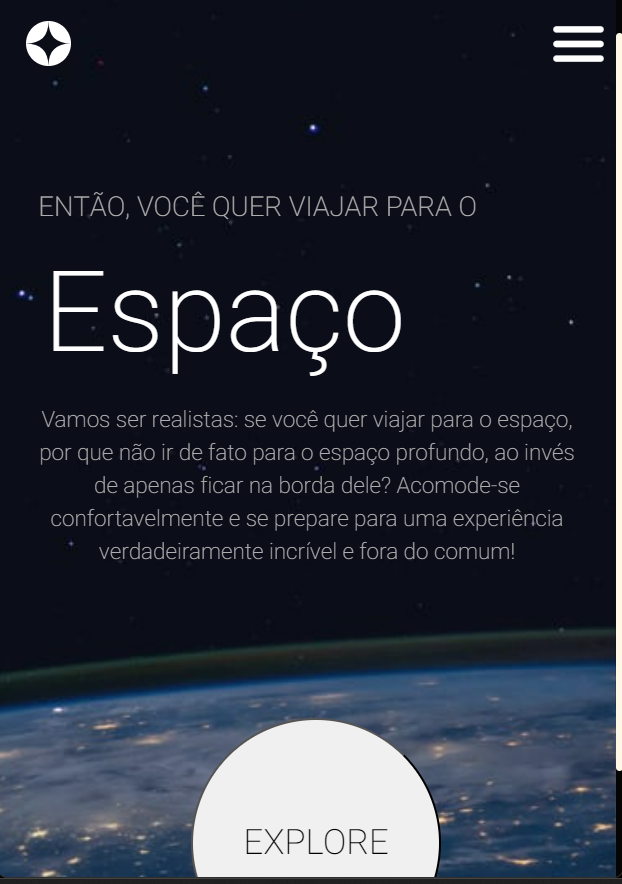 ENTÃO, VOCÊ QUER VIAJAR PARA O
Espaço
Vamos ser realistas: se você quer viajar para o espaço,
por que não ir de fato para o espaço profundo, ao invés
de apenas ficar na borda dele? Acomode-se
confortavelmente e se prepare para uma experiência
verdadeiramente incrível e fora do comum!
EXPLORE